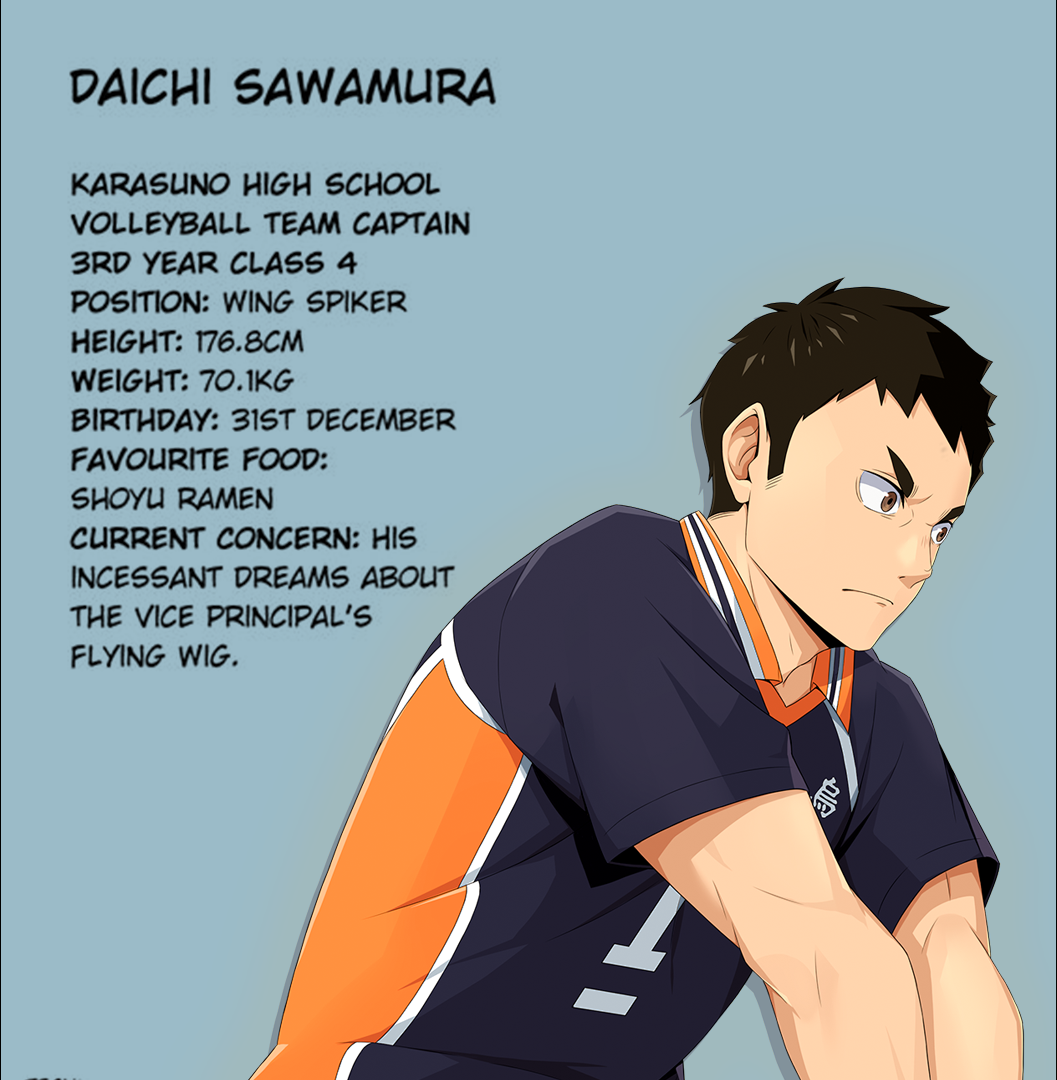 DAICHI SAWAMURA
KARASUNO HIGH SCHOOL
VOLLEYBALL TEAM CAPTAIN
3RD YEAR CLASS 4
POSITION: WING SPIKER
HEIGHT: 176.8CM
WEIGHT: 70.1KG
BIRTHDAY: 31ST DECEMBER
FAVOURITE FOOD:
SHOYU RAMEN
CURRENT CONCERN: HIS
INCESSANT DREAMS ABOUT
THE VICE PRINCIPAL'S
FLYING WIG.
烏
1